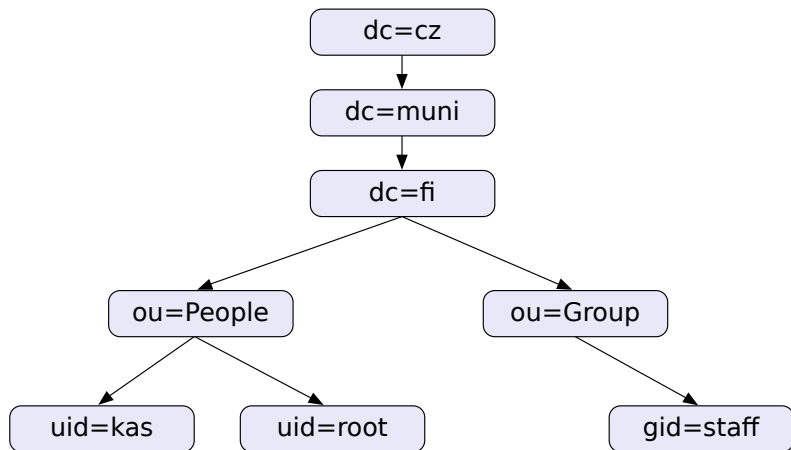 dc=cz
dc=muni
dc=fi
ou=People
ou=Group
uid=kas
uid=root
gid=staff